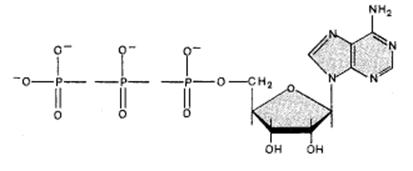 NH₂
O⁻ O⁻ O⁻ N N
⁻O P P P O CH₂ N N
O O O O
OH OH